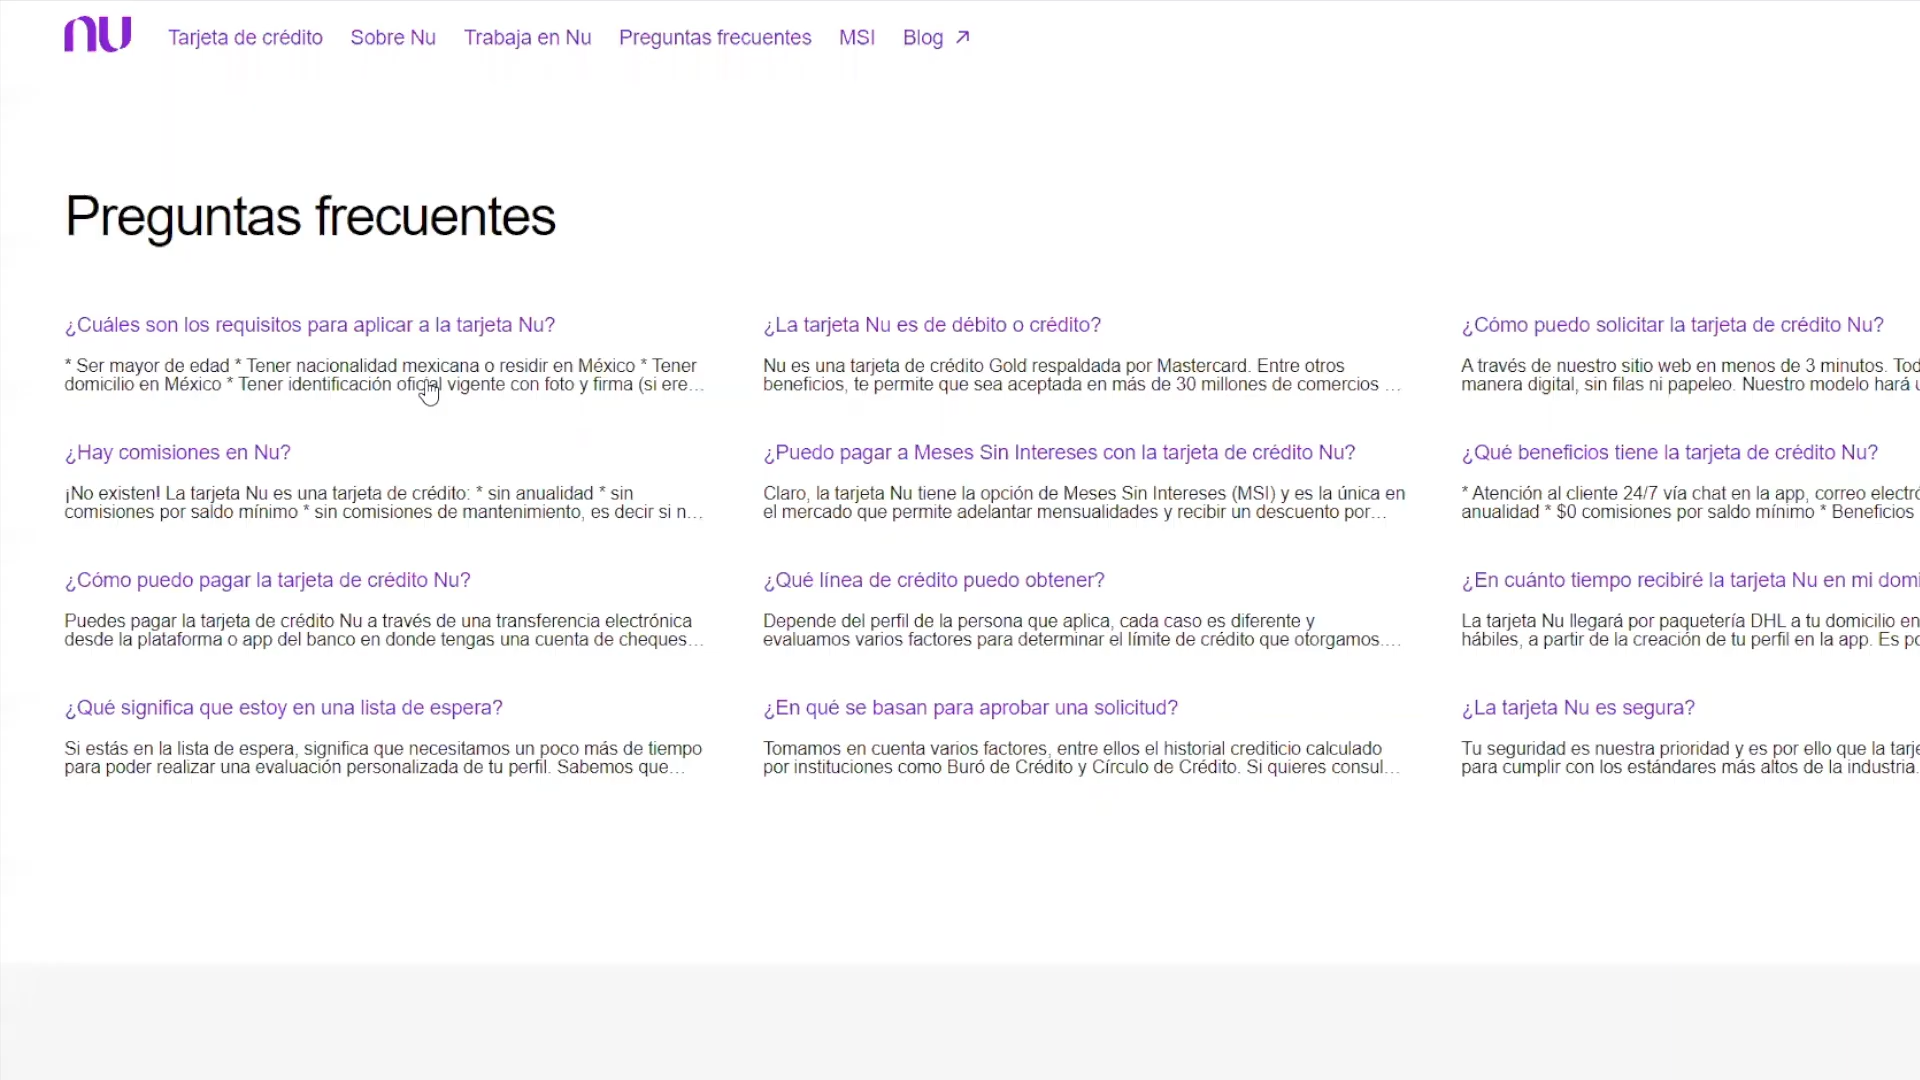 nu
Tarjeta de crédito Sobre Nu Trabaja en Nu Preguntas frecuentes MSI Blog ↗
Preguntas frecuentes
¿Cuáles son los requisitos para aplicar a la tarjeta Nu?
* Ser mayor de edad * Tener nacionalidad mexicana o residir en México * Tener
domicilio en México * Tener identificación oficial vigente con foto y firma (si ere…
¿La tarjeta Nu es de débito o crédito?
Nu es una tarjeta de crédito Gold respaldada por Mastercard. Entre otros
beneficios, te permite que sea aceptada en más de 30 millones de comercios …
¿Cómo puedo solicitar la tarjeta de crédito Nu?
A través de nuestro sitio web en menos de 3 minutos. Tod
manera digital, sin filas ni papeleo. Nuestro modelo hará u
¿Hay comisiones en Nu?
¡No existen! La tarjeta Nu es una tarjeta de crédito: * sin anualidad * sin
comisiones por saldo mínimo * sin comisiones de mantenimiento, es decir si n…
¿Puedo pagar a Meses Sin Intereses con la tarjeta de crédito Nu?
Claro, la tarjeta Nu tiene la opción de Meses Sin Intereses (MSI) y es la única en
el mercado que permite adelantar mensualidades y recibir un descuento por…
¿Qué beneficios tiene la tarjeta de crédito Nu?
* Atención al cliente 24/7 vía chat en la app, correo electró
anualidad * $0 comisiones por saldo mínimo * Beneficios
¿Cómo puedo pagar la tarjeta de crédito Nu?
Puedes pagar la tarjeta de crédito Nu a través de una transferencia electrónica
desde la plataforma o app del banco en donde tengas una cuenta de cheques…
¿Qué línea de crédito puedo obtener?
Depende del perfil de la persona que aplica, cada caso es diferente y
evaluamos varios factores para determinar el límite de crédito que otorgamos.…
¿En cuánto tiempo recibiré la tarjeta Nu en mi domi
La tarjeta Nu llegará por paquetería DHL a tu domicilio en
hábiles, a partir de la creación de tu perfil en la app. Es po
¿Qué significa que estoy en una lista de espera?
Si estás en la lista de espera, significa que necesitamos un poco más de tiempo
para poder realizar una evaluación personalizada de tu perfil. Sabemos que…
¿En qué se basan para aprobar una solicitud?
Tomamos en cuenta varios factores, entre ellos el historial crediticio calculado
por instituciones como Buró de Crédito y Círculo de Crédito. Si quieres consul…
¿La tarjeta Nu es segura?
Tu seguridad es nuestra prioridad y es por ello que la tarje
para cumplir con los estándares más altos de la industria.